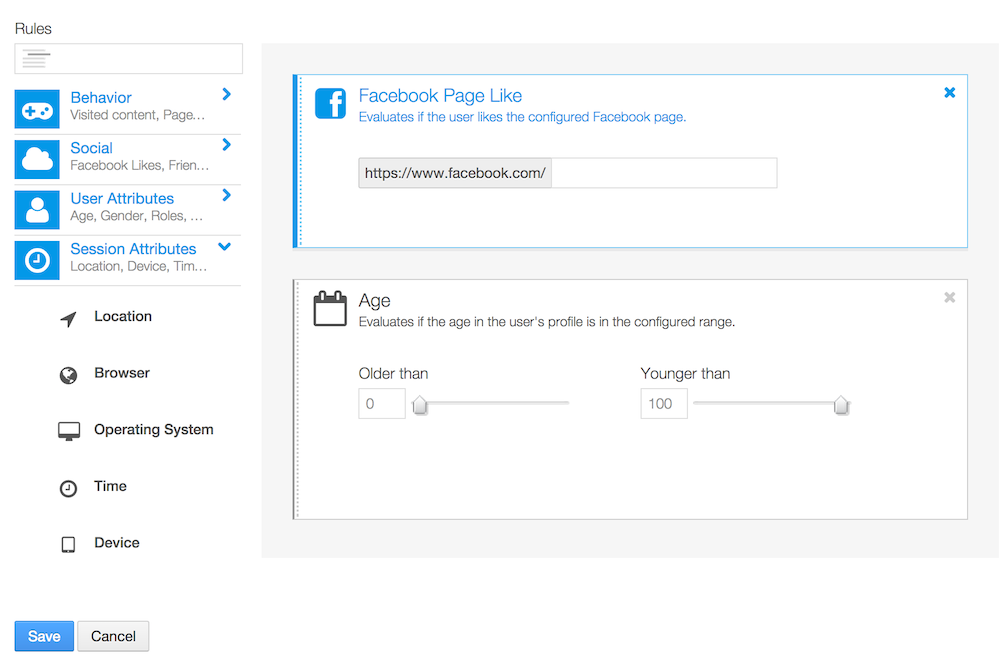 Rules
Behavior
Visited content, Page...
Social
Facebook Likes, Frien...
User Attributes
Age, Gender, Roles, ...
Session Attributes
Location, Device, Tim...
Location
Browser
Operating System
Time
Device
Save Cancel
Facebook Page Like
Evaluates if the user likes the configured Facebook page.
https://www.facebook.com/
Age
Evaluates if the age in the user's profile is in the configured range.
Older than Younger than
0 100